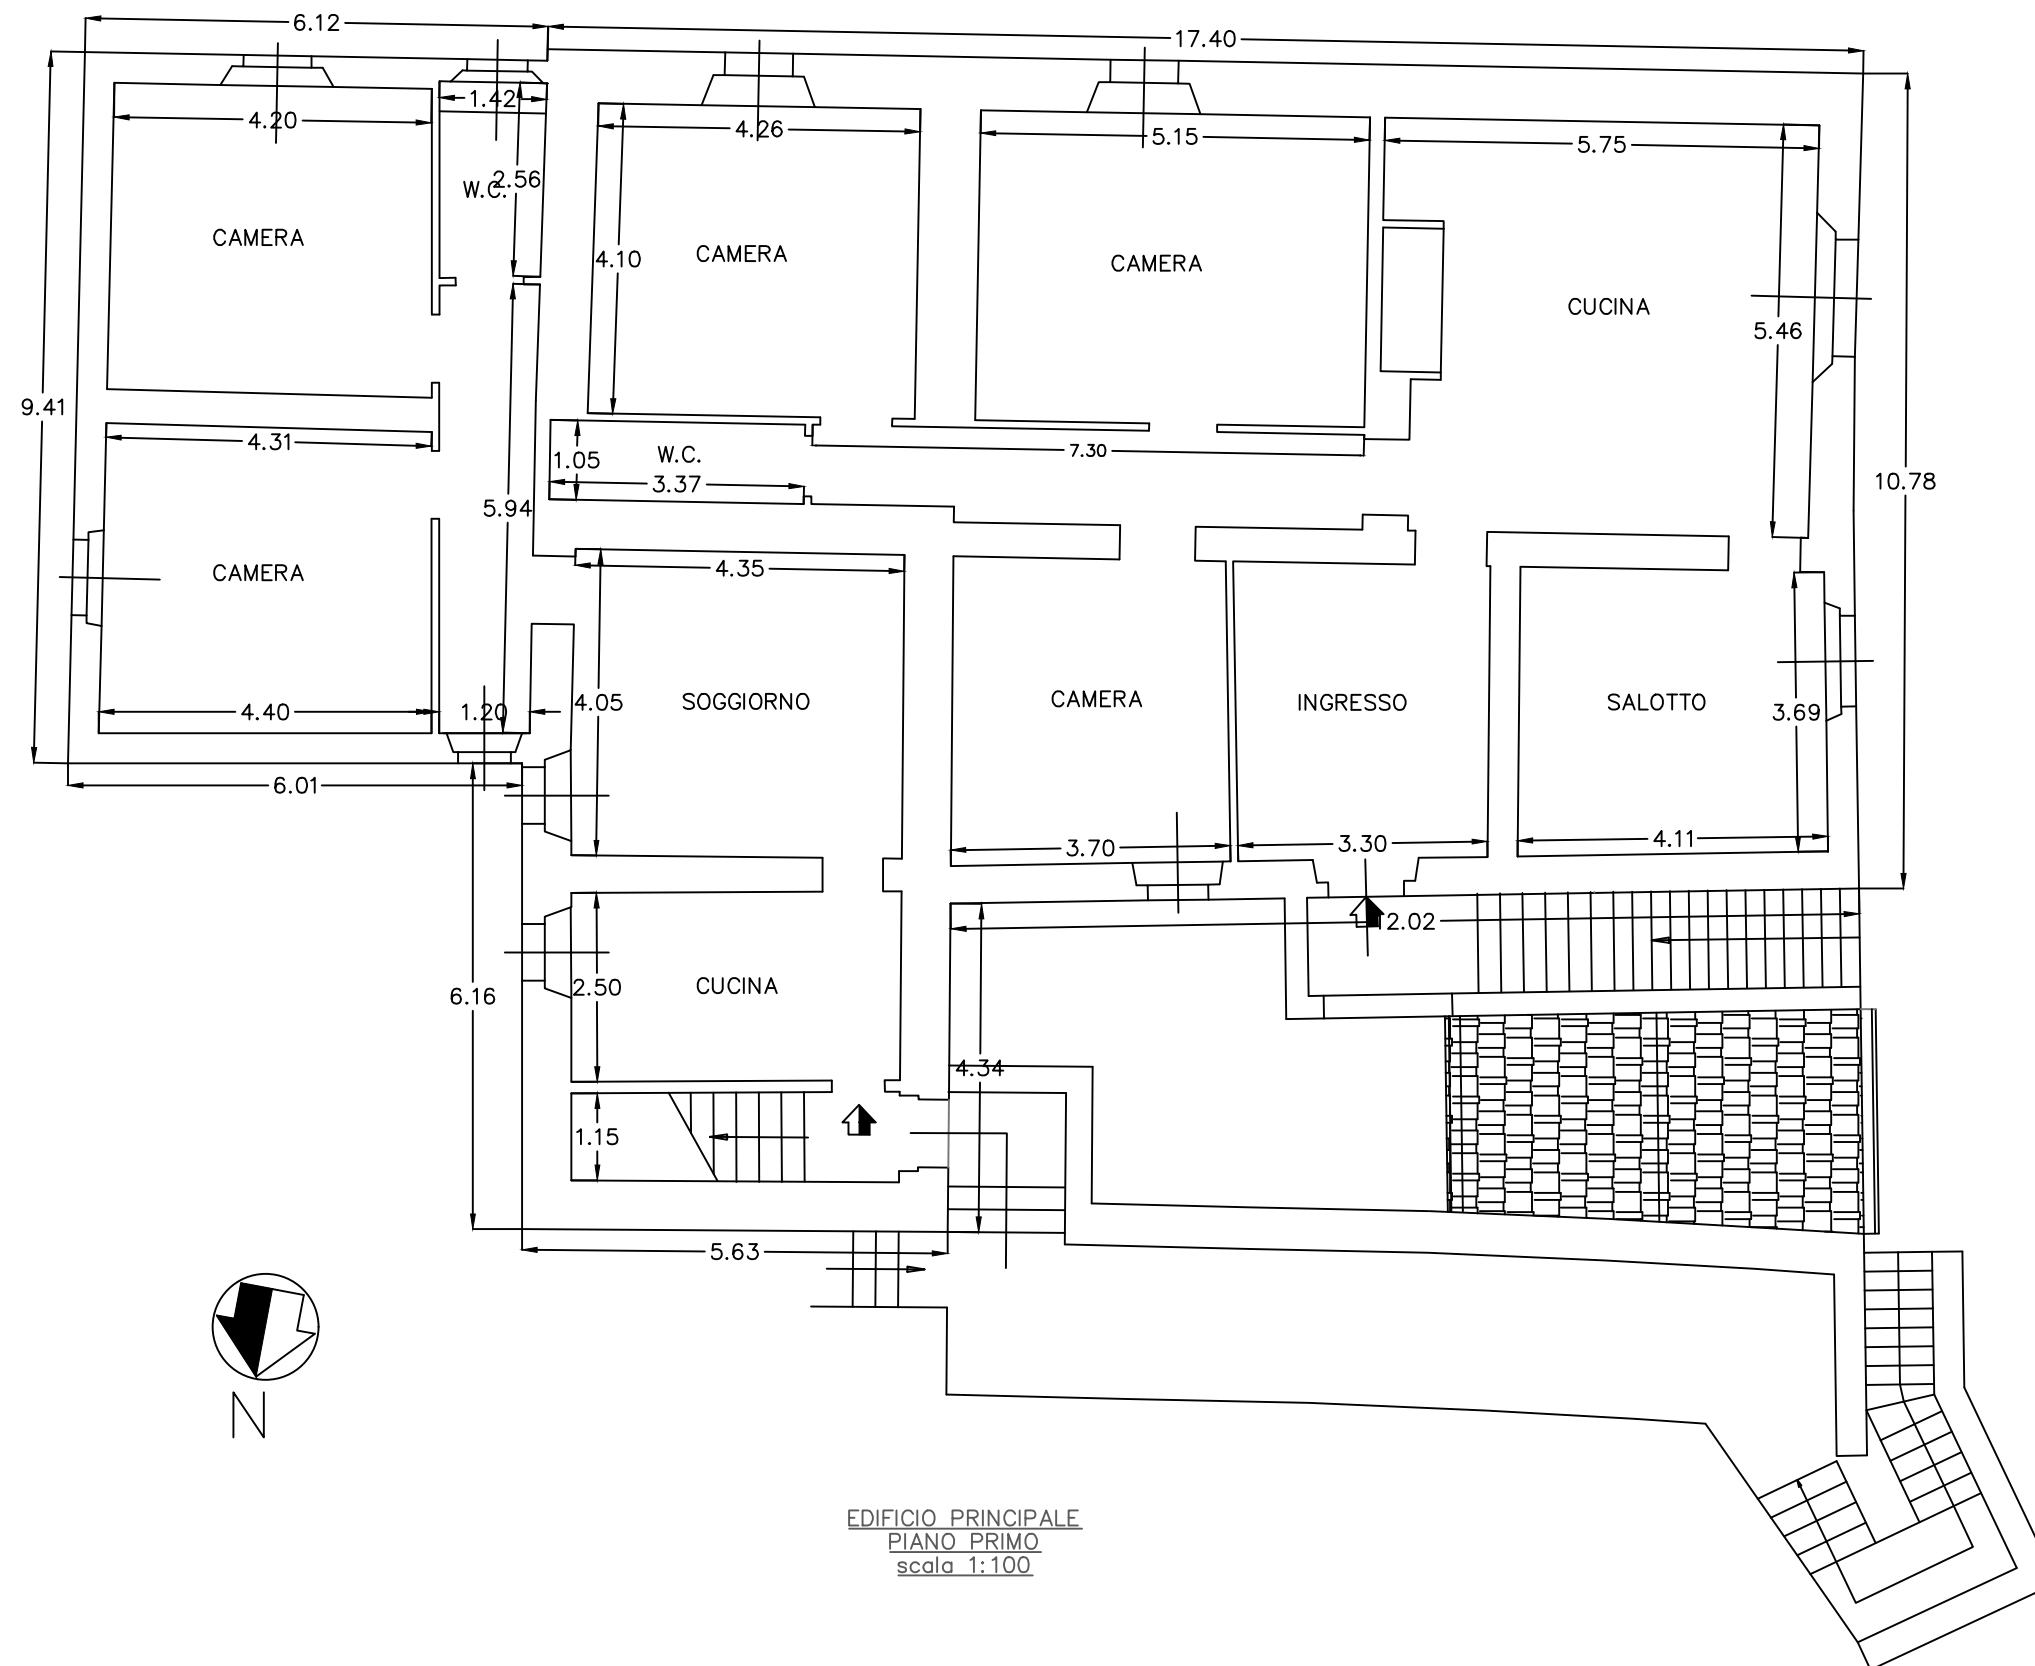 6.12
17.40
1.42
4.20
4.26
5.15
5.75
2.56
W.C.
CAMERA
CAMERA
4.10
CAMERA
CUCINA
5.46
9.41
4.31
W.C.
7.30
1.05
3.37
10.78
5.94
4.35
CAMERA
4.05
SOGGIORNO
CAMERA
INGRESSO
SALOTTO
4.40
1.20
3.69
6.01
3.70
3.30
4.11
12.02
2.50
CUCINA
6.16
4.34
1.15
5.63
N
EDIFICIO PRINCIPALE
PIANO PRIMO
scala 1:100